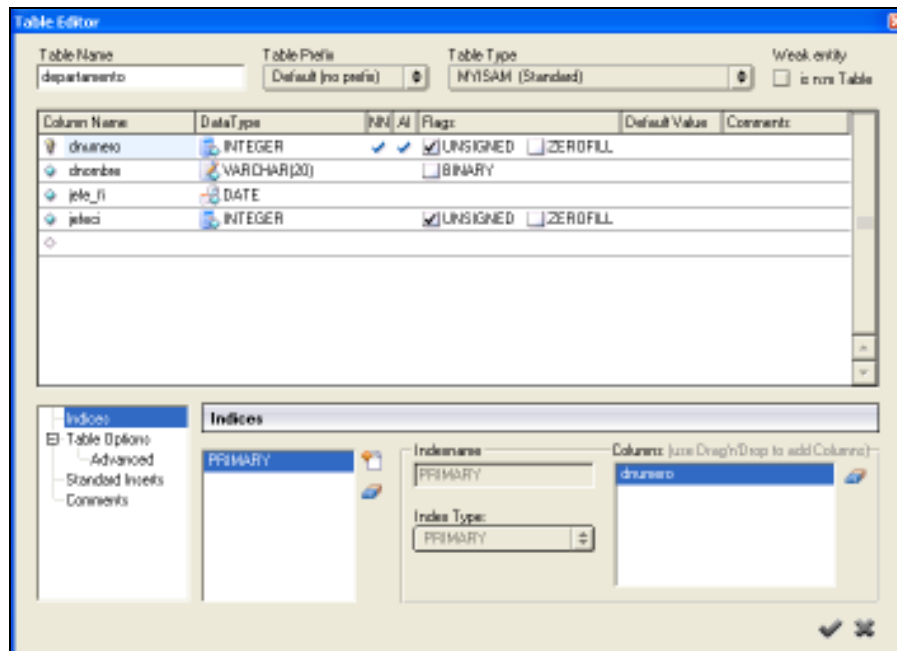 Table Editor
Table Name Table Prefix Table Type Weak entity
departamento Default (no prefix) MYISAM (Standard) is n:m Table
Column Name DataType NN AI Flags Default Value Comments
dnumero INTEGER UNSIGNED ZEROFILL
dnombre VARCHAR(20) BINARY
jefe_fi DATE
jefeci INTEGER UNSIGNED ZEROFILL
Indices
Table Options
Advanced
Standard Inserts
Comments
Indices
PRIMARY
Indexname
PRIMARY
Index Type:
PRIMARY
Columns (use Drag'n'Drop to add Columns)
dnumero